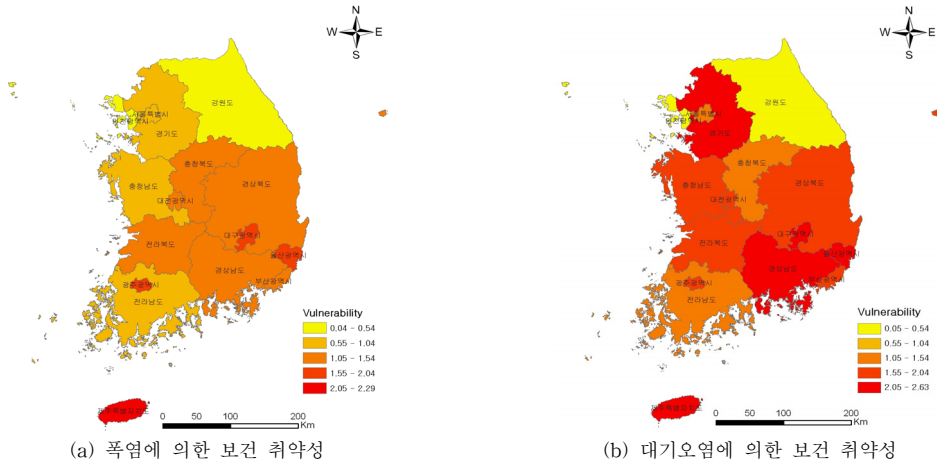 N
W E
S
강원도
서울특별시
인천광역시
경기도
충청북도
충청남도
경상북도
대전광역시
대구광역시
전라북도
울산광역시
경상남도
부산광역시
광주광역시
전라남도
제주특별자치도
Vulnerability
0.04 - 0.54
0.55 - 1.04
1.05 - 1.54
1.55 - 2.04
2.05 - 2.29
0 50 100 200
Km
(a) 폭염에 의한 보건 취약성
N
W E
S
강원도
서울특별시
인천광역시
경기도
충청북도
충청남도
경상북도
대전광역시
대구광역시
전라북도
울산광역시
경상남도
부산광역시
광주광역시
전라남도
제주특별자치도
Vulnerability
0.05 - 0.54
0.55 - 1.04
1.05 - 1.54
1.55 - 2.04
2.05 - 2.63
0 50 100 200
Km
(b) 대기오염에 의한 보건 취약성